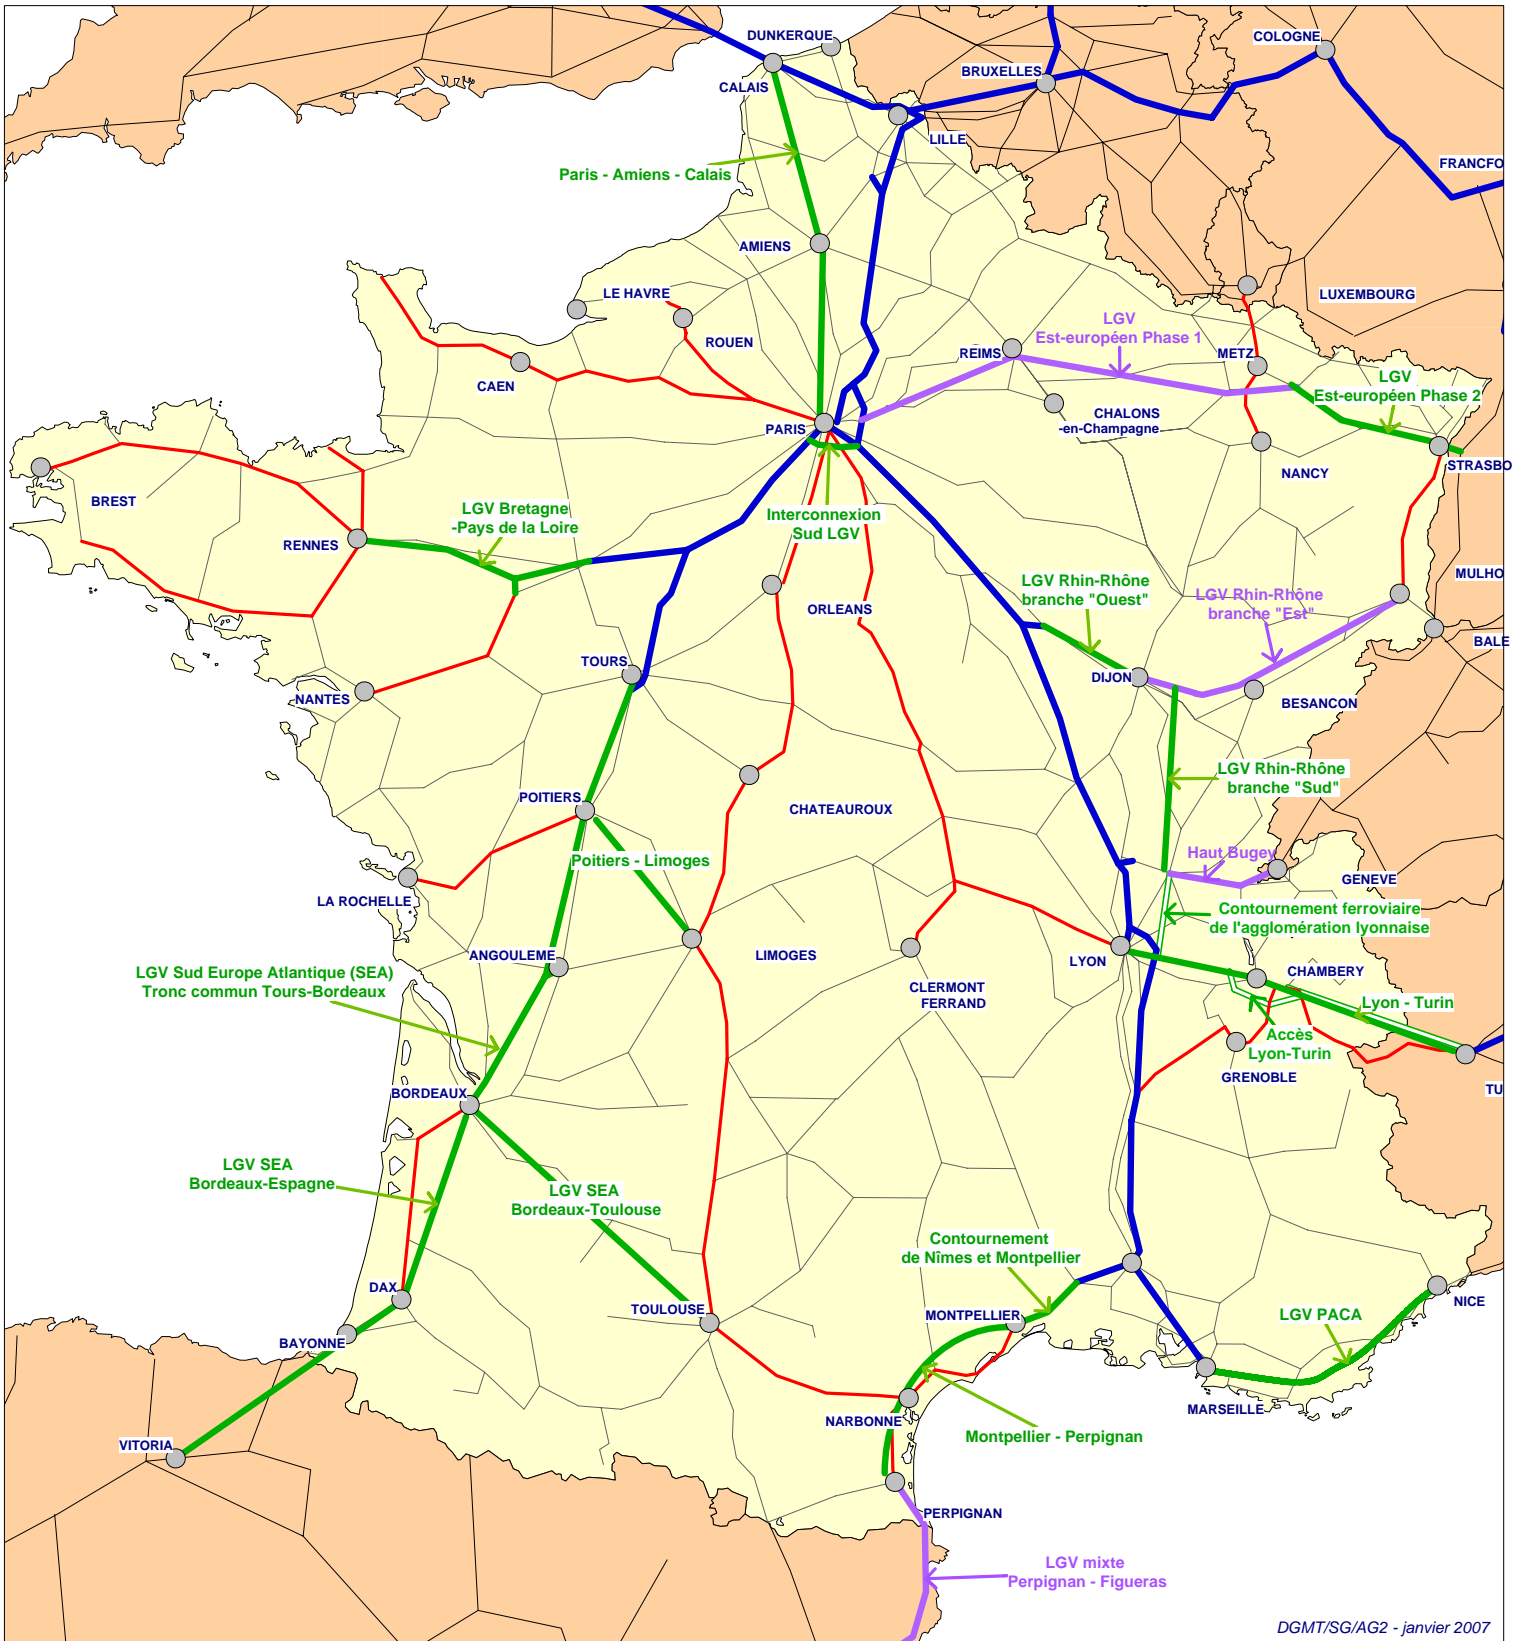 DUNKERQUE
COLOGNE
BRUXELLES
CALAIS
LILLE
FRANCFO
Paris - Amiens - Calais
AMIENS
LE HAVRE
LUXEMBOURG
LGV
Est-européen Phase 1
ROUEN
REIMS
METZ
CAEN
LGV
Est-européen Phase 2
CHALONS
-en-Champagne
PARIS
STRASBO
NANCY
BREST
LGV Bretagne
-Pays de la Loire
Interconnexion
Sud LGV
RENNES
MULHO
LGV Rhin-Rhône
branche "Ouest"
LGV Rhin-Rhône
branche "Est"
ORLEANS
BALE
TOURS
DIJON
NANTES
BESANCON
LGV Rhin-Rhône
branche "Sud"
POITIERS
CHATEAUROUX
Poitiers - Limoges
Haut Bugey
GENEVE
LA ROCHELLE
Contournement ferroviaire
de l'agglomération lyonnaise
ANGOULEME
LIMOGES
LYON
LGV Sud Europe Atlantique (SEA)
Tronc commun Tours-Bordeaux
CHAMBERY
CLERMONT
FERRAND
Lyon - Turin
Accès
Lyon-Turin
GRENOBLE
TU
BORDEAUX
LGV SEA
Bordeaux-Espagne
LGV SEA
Bordeaux-Toulouse
Contournement
de Nîmes et Montpellier
DAX
TOULOUSE
MONTPELLIER
NICE
LGV PACA
BAYONNE
MARSEILLE
NARBONNE
Montpellier - Perpignan
VITORIA
PERPIGNAN
LGV mixte
Perpignan - Figueras
DGMT/SG/AG2 - janvier 2007